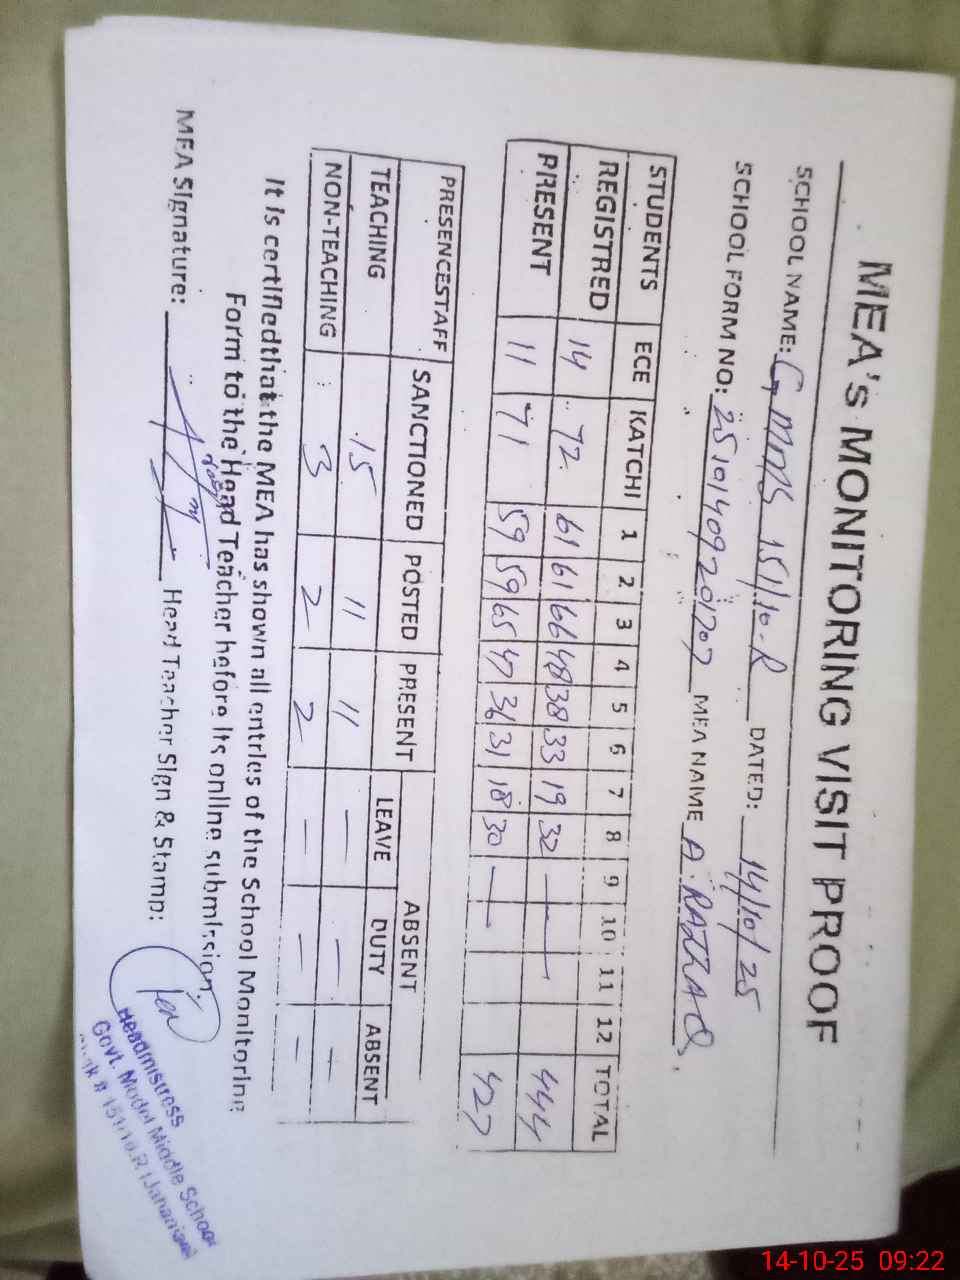 MEA's MONITORING VISIT PROOF
SCHOOL NAME: G MMS 151/10-R DATED: 14/10/25
SCHOOL FORM NO: 25101409201707 MEA NAME A. RAZZAQ
STUDENTS ECE KATCHI 1 2 3 4 5 6 7 8 9 10 11 12 TOTAL
REGISTRED 14 72 61 61 66 48 38 33 19 32 — — 444
PRESENT 11 71 59 59 65 47 36 31 18 30 — — 427
PRESENCESTAFF SANCTIONED POSTED PRESENT ABSENT
LEAVE DUTY ABSENT
TEACHING 15 11 11 — — —
NON-TEACHING 3 2 2 — — —
It is certifiedthat the MEA has shown all entries of the School Monitoring
Form to the Head Teacher before its online submission.
MEA Signature: Head Teacher Sign & Stamp:
Headmistress
Govt. Model Middle School
151/10.R
14-10-25 09:22